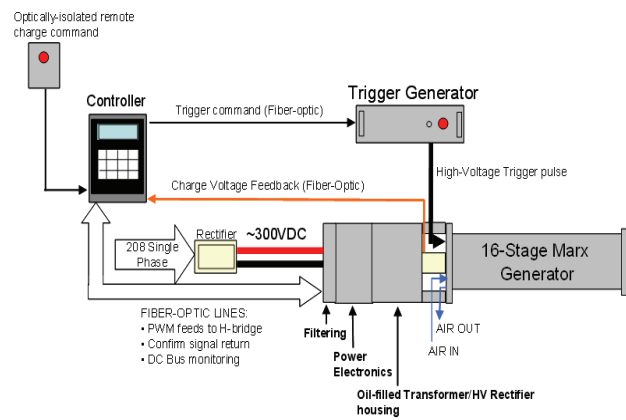 Optically-isolated remote
charge command
Controller
Trigger command (Fiber-optic)
Trigger Generator
High-Voltage Trigger pulse
Charge Voltage Feedback (Fiber-Optic)
208 Single
Phase
Rectifier
~300VDC
16-Stage Marx
Generator
FIBER-OPTIC LINES:
• PWM feeds to H-bridge
• Confirm signal return
• DC Bus monitoring
Filtering
Power
Electronics
Oil-filled Transformer/HV Rectifier
housing
AIR OUT
AIR IN